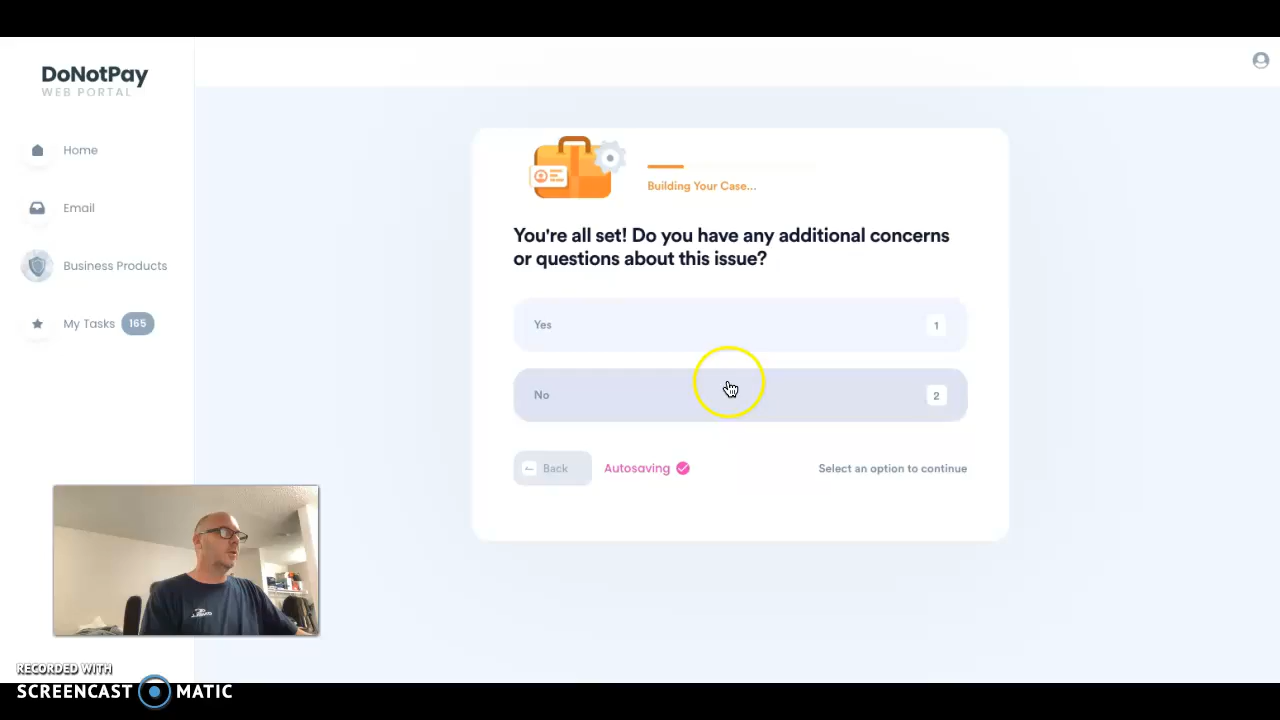 DoNotPay
WEB PORTAL
Home
Email
Business Products
My Tasks 165
Building Your Case...
You're all set! Do you have any additional concerns
or questions about this issue?
Yes 1
No 2
Back Autosaving Select an option to continue
RECORDED WITH
SCREENCAST MATIC